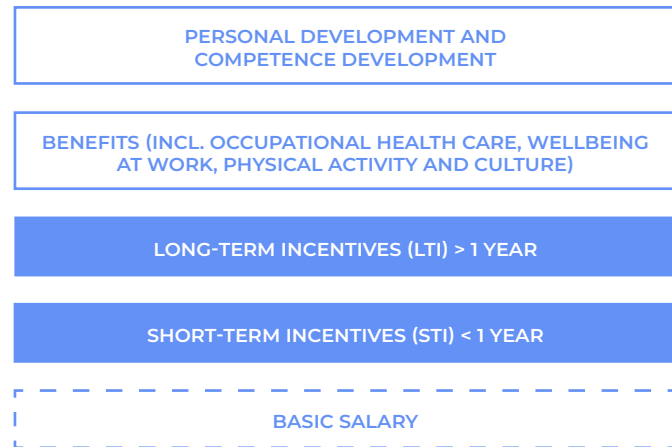 PERSONAL DEVELOPMENT AND
COMPETENCE DEVELOPMENT
BENEFITS (INCL. OCCUPATIONAL HEALTH CARE, WELLBEING
AT WORK, PHYSICAL ACTIVITY AND CULTURE)
LONG-TERM INCENTIVES (LTI) > 1 YEAR
SHORT-TERM INCENTIVES (STI) < 1 YEAR
BASIC SALARY